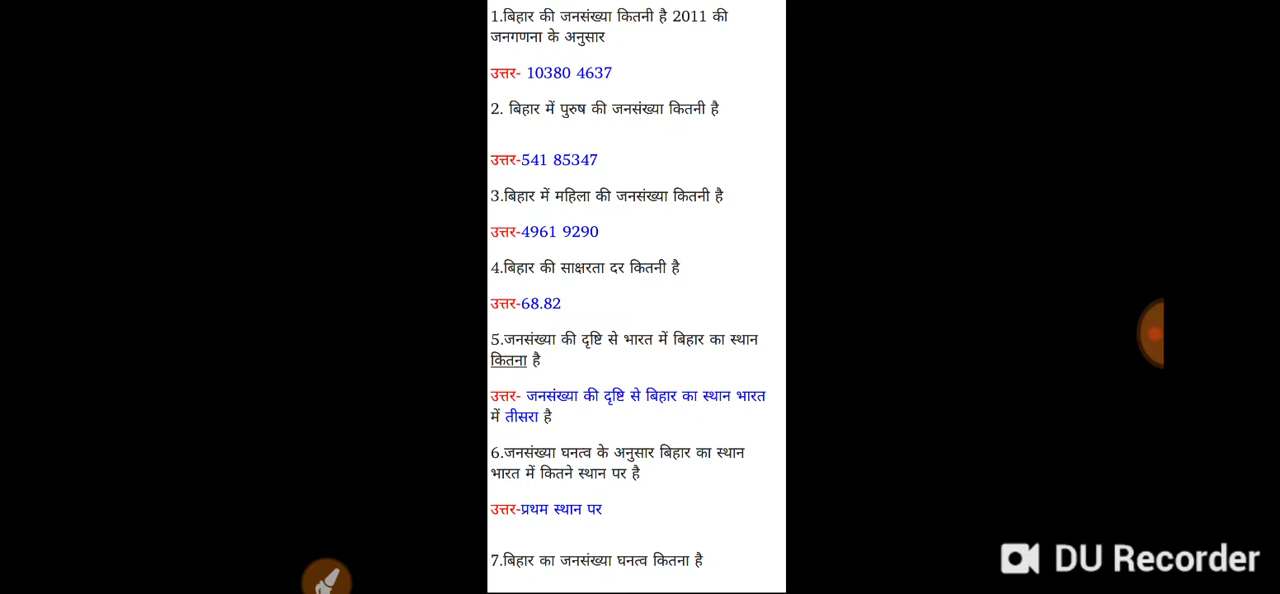 1.बिहार की जनसंख्या कितनी है 2011 की
जनगणना के अनुसार
उत्तर- 10380 4637
2. बिहार में पुरुष की जनसंख्या कितनी है
उत्तर-541 85347
3.बिहार में महिला की जनसंख्या कितनी है
उत्तर-4961 9290
4.बिहार की साक्षरता दर कितनी है
उत्तर-68.82
5.जनसंख्या की दृष्टि से भारत में बिहार का स्थान
कितना है
उत्तर- जनसंख्या की दृष्टि से बिहार का स्थान भारत
में तीसरा है
6.जनसंख्या घनत्व के अनुसार बिहार का स्थान
भारत में कितने स्थान पर है
उत्तर-प्रथम स्थान पर
7.बिहार का जनसंख्या घनत्व कितना है
DU Recorder